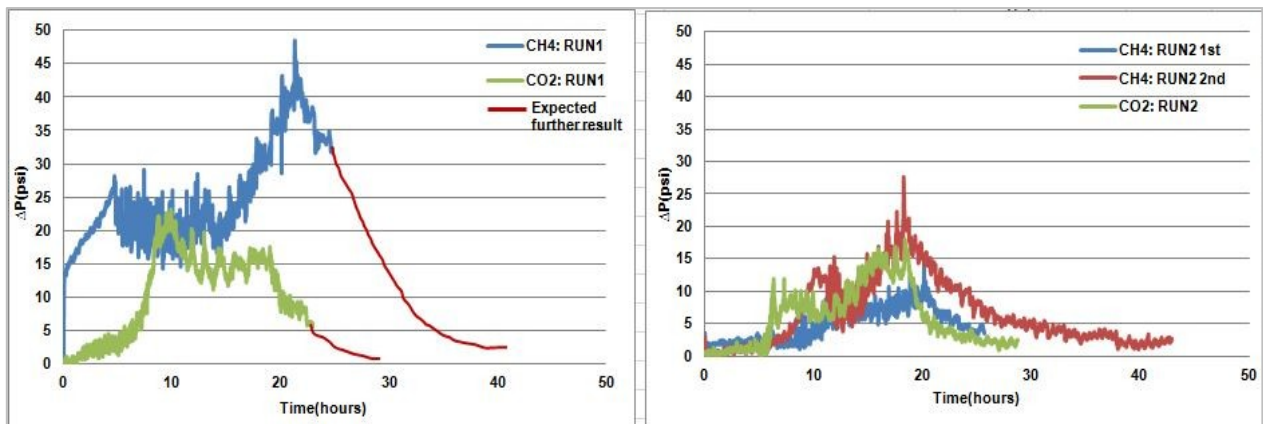 50
45
40
35
30
25
20
15
10
5
0
ΔP(psi)
0 10 20 30 40 50
Time(hours)
CH4: RUN1
CO2: RUN1
Expected
further result
50
45
40
35
30
25
20
15
10
5
0
ΔP(psi)
0 10 20 30 40 50
Time(hours)
CH4: RUN2 1st
CH4: RUN2 2nd
CO2: RUN2